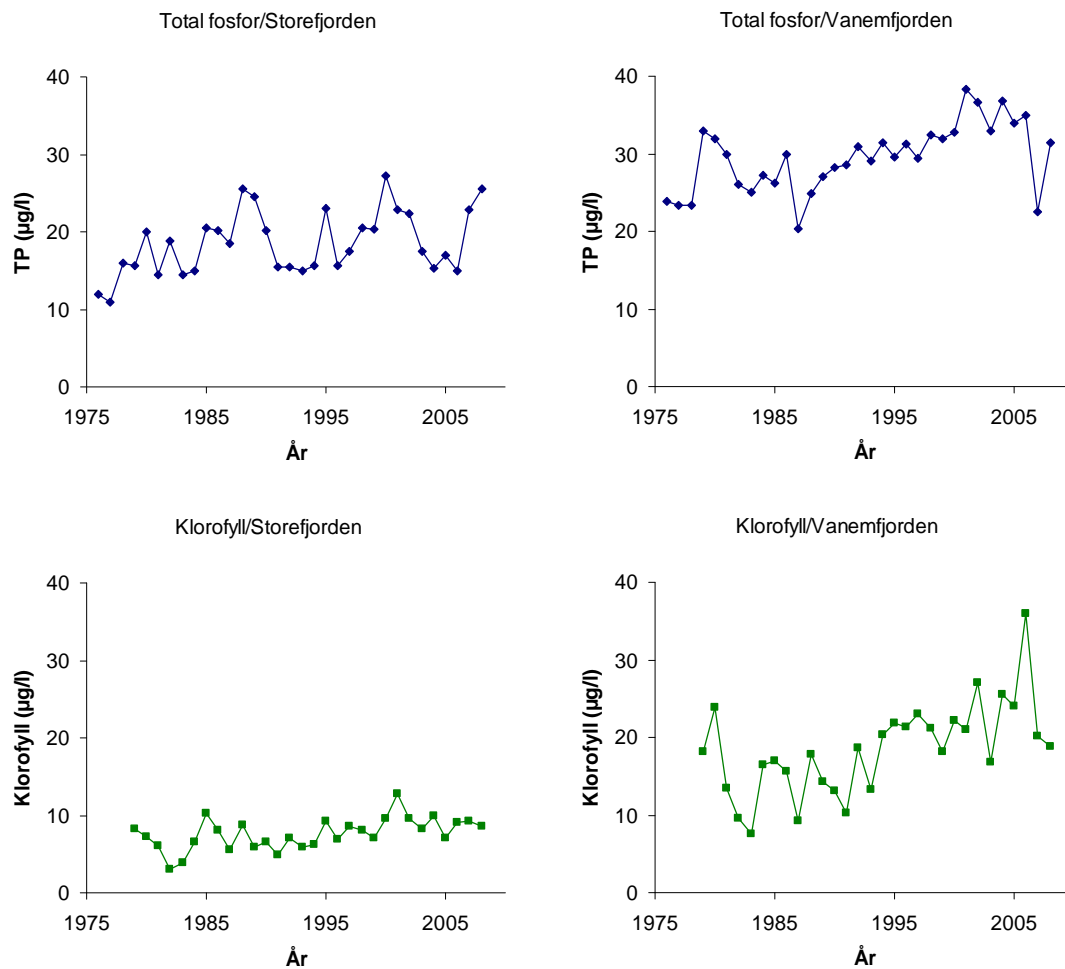 Total fosfor/Storefjorden
40
30
20
10
0
TP (µg/l)
1975 1985 1995 2005
År
Total fosfor/Vanemfjorden
40
30
20
10
0
TP (µg/l)
1975 1985 1995 2005
År
Klorofyll/Storefjorden
40
30
20
10
0
Klorofyll (µg/l)
1975 1985 1995 2005
År
Klorofyll/Vanemfjorden
40
30
20
10
0
Klorofyll (µg/l)
1975 1985 1995 2005
År